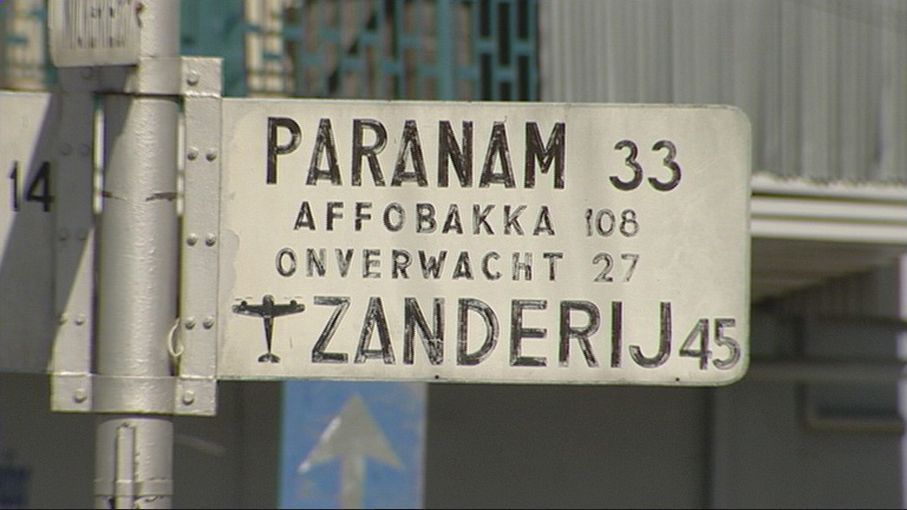 14
PARANAM 33
AFFOBAKKA 108
ONVERWACHT 27
ZANDERIJ 45